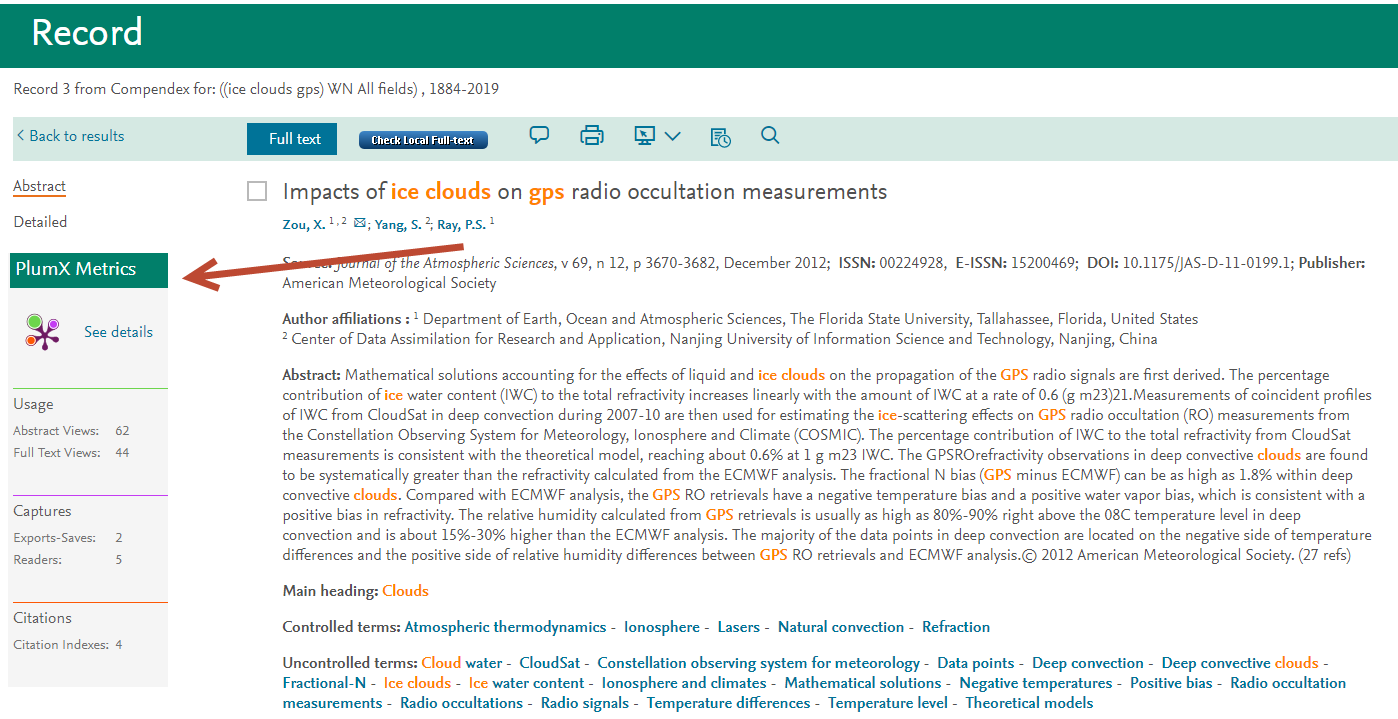 Record
Record 3 from Compendex for: ((ice clouds gps) WN All fields) , 1884-2019
< Back to results
Full text
Check Local Full-text
Abstract
Detailed
PlumX Metrics
See details
Usage
Abstract Views: 62
Full Text Views: 44
Captures
Exports-Saves: 2
Readers: 5
Citations
Citation Indexes: 4
Impacts of ice clouds on gps radio occultation measurements
Zou, X. 1, 2 ; Yang, S. 2; Ray, P.S. 1
Source: Journal of the Atmospheric Sciences, v 69, n 12, p 3670-3682, December 2012; ISSN: 00224928, E-ISSN: 15200469; DOI: 10.1175/JAS-D-11-0199.1; Publisher:
American Meteorological Society
Author affiliations : 1 Department of Earth, Ocean and Atmospheric Sciences, The Florida State University, Tallahassee, Florida, United States
2 Center of Data Assimilation for Research and Application, Nanjing University of Information Science and Technology, Nanjing, China
Abstract: Mathematical solutions accounting for the effects of liquid and ice clouds on the propagation of the GPS radio signals are first derived. The percentage
contribution of ice water content (IWC) to the total refractivity increases linearly with the amount of IWC at a rate of 0.6 (g m23)21.Measurements of coincident profiles
of IWC from CloudSat in deep convection during 2007-10 are then used for estimating the ice-scattering effects on GPS radio occultation (RO) measurements from
the Constellation Observing System for Meteorology, Ionosphere and Climate (COSMIC). The percentage contribution of IWC to the total refractivity from CloudSat
measurements is consistent with the theoretical model, reaching about 0.6% at 1 g m23 IWC. The GPSROrefractivity observations in deep convective clouds are found
to be systematically greater than the refractivity calculated from the ECMWF analysis. The fractional N bias (GPS minus ECMWF) can be as high as 1.8% within deep
convective clouds. Compared with ECMWF analysis, the GPS RO retrievals have a negative temperature bias and a positive water vapor bias, which is consistent with a
positive bias in refractivity. The relative humidity calculated from GPS retrievals is usually as high as 80%-90% right above the 08C temperature level in deep
convection and is about 15%-30% higher than the ECMWF analysis. The majority of the data points in deep convection are located on the negative side of temperature
differences and the positive side of relative humidity differences between GPS RO retrievals and ECMWF analysis.© 2012 American Meteorological Society. (27 refs)
Main heading: Clouds
Controlled terms: Atmospheric thermodynamics - Ionosphere - Lasers - Natural convection - Refraction
Uncontrolled terms: Cloud water - CloudSat - Constellation observing system for meteorology - Data points - Deep convection - Deep convective clouds -
Fractional-N - Ice clouds - Ice water content - Ionosphere and climates - Mathematical solutions - Negative temperatures - Positive bias - Radio occultation
measurements - Radio occultations - Radio signals - Temperature differences - Temperature level - Theoretical models